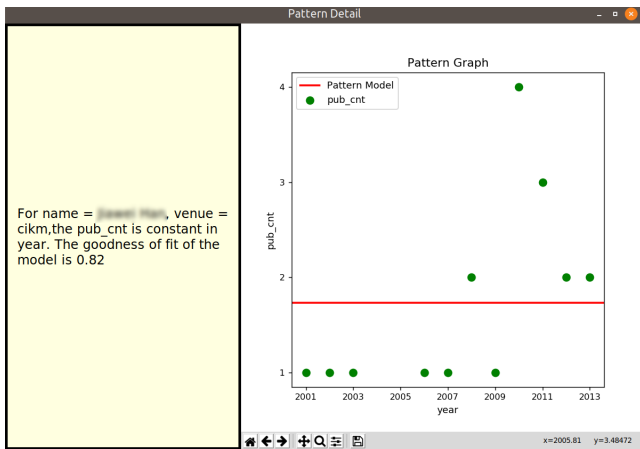 Pattern Detail
For name = , venue =
cikm,the pub_cnt is constant in
year. The goodness of fit of the
model is 0.82
Pattern Graph
Pattern Model
pub_cnt
4
3
2
1
pub_cnt
2001 2003 2005 2007 2009 2011 2013
year
x=2005.81 y=3.48472